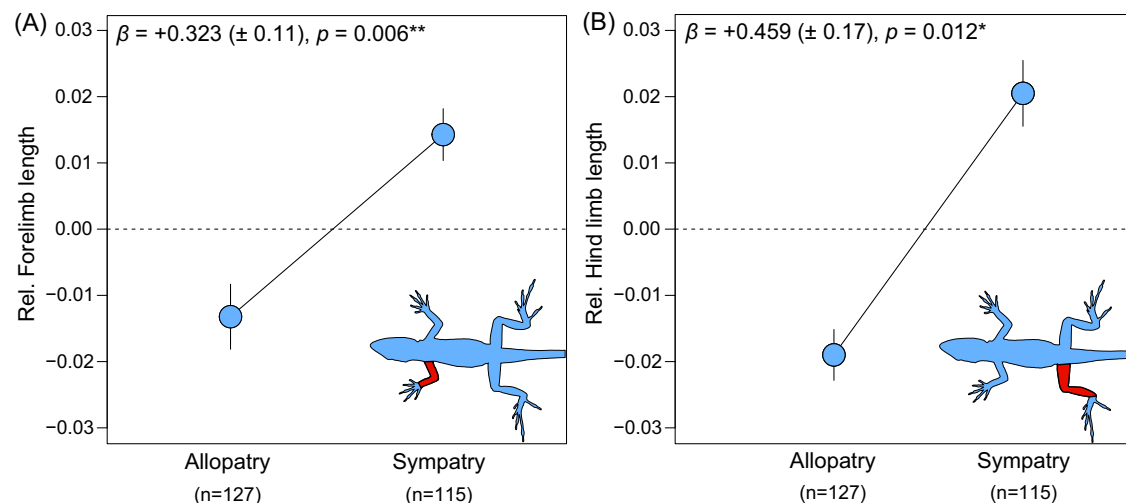 (A)
β = +0.323 (± 0.11), p = 0.006**
Rel. Forelimb length
0.03
0.02
0.01
0.00
−0.01
−0.02
−0.03
Allopatry
(n=127)
Sympatry
(n=115)
(B)
β = +0.459 (± 0.17), p = 0.012*
Rel. Hind limb length
0.03
0.02
0.01
0.00
−0.01
−0.02
−0.03
Allopatry
(n=127)
Sympatry
(n=115)